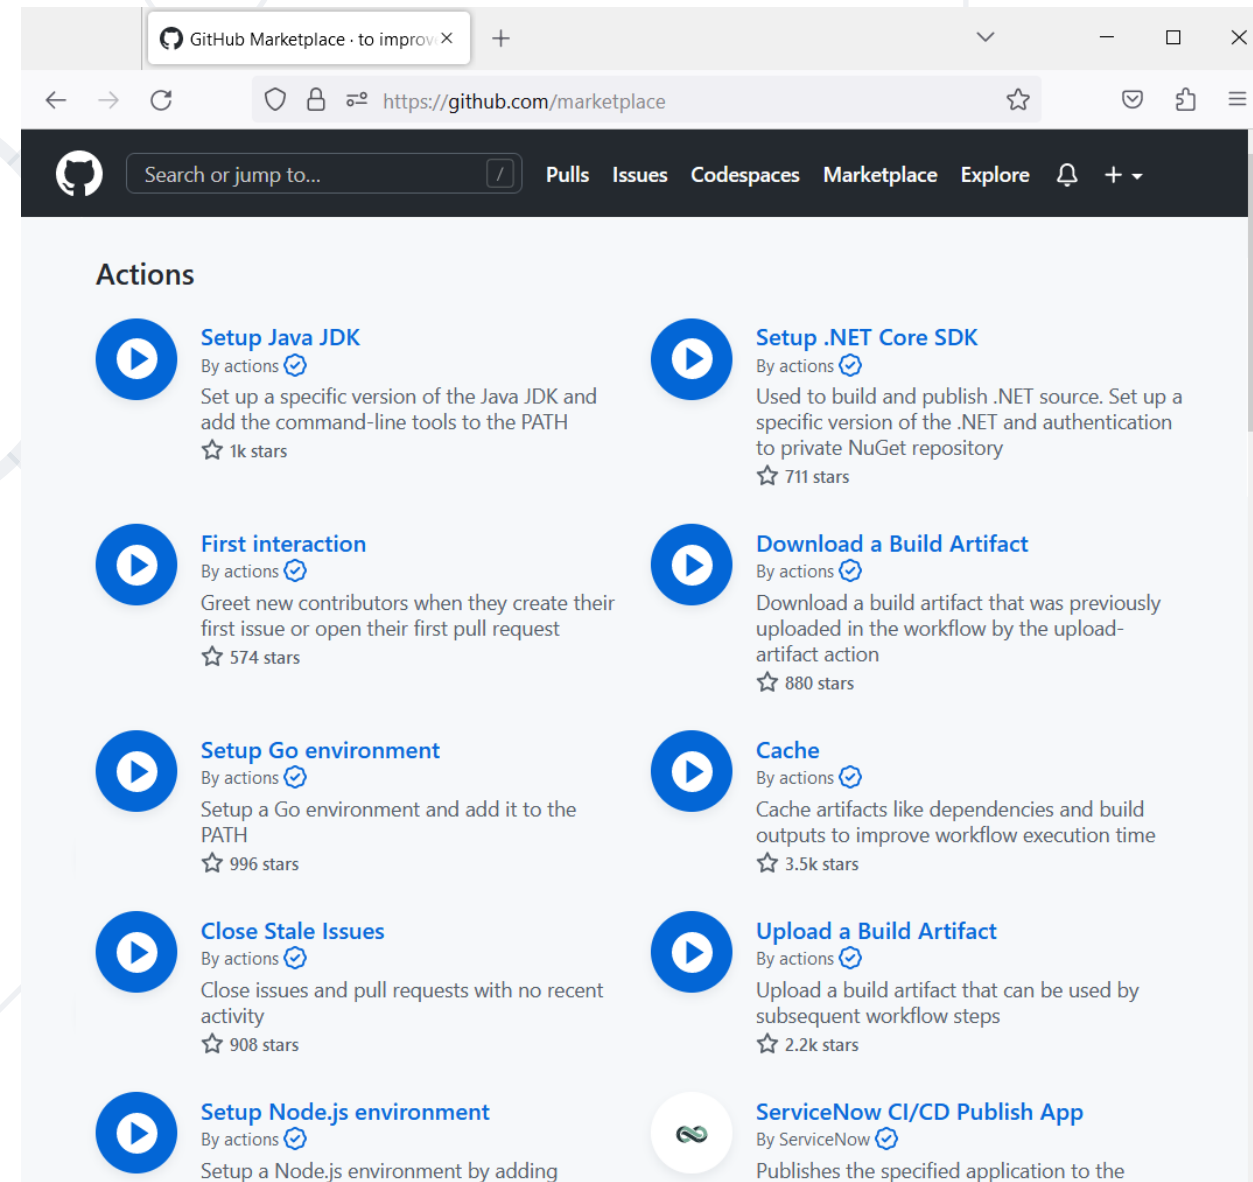 GitHub Marketplace · to improve
https://github.com/marketplace
Search or jump to...
/
Pulls Issues Codespaces Marketplace Explore
Actions
Setup Java JDK
By actions
Set up a specific version of the Java JDK and
add the command-line tools to the PATH
1k stars
Setup .NET Core SDK
By actions
Used to build and publish .NET source. Set up a
specific version of the .NET and authentication
to private NuGet repository
711 stars
First interaction
By actions
Greet new contributors when they create their
first issue or open their first pull request
574 stars
Download a Build Artifact
By actions
Download a build artifact that was previously
uploaded in the workflow by the upload-
artifact action
880 stars
Setup Go environment
By actions
Setup a Go environment and add it to the
PATH
996 stars
Cache
By actions
Cache artifacts like dependencies and build
outputs to improve workflow execution time
3.5k stars
Close Stale Issues
By actions
Close issues and pull requests with no recent
activity
908 stars
Upload a Build Artifact
By actions
Upload a build artifact that can be used by
subsequent workflow steps
2.2k stars
Setup Node.js environment
By actions
Setup a Node.js environment by adding
ServiceNow CI/CD Publish App
By ServiceNow
Publishes the specified application to the